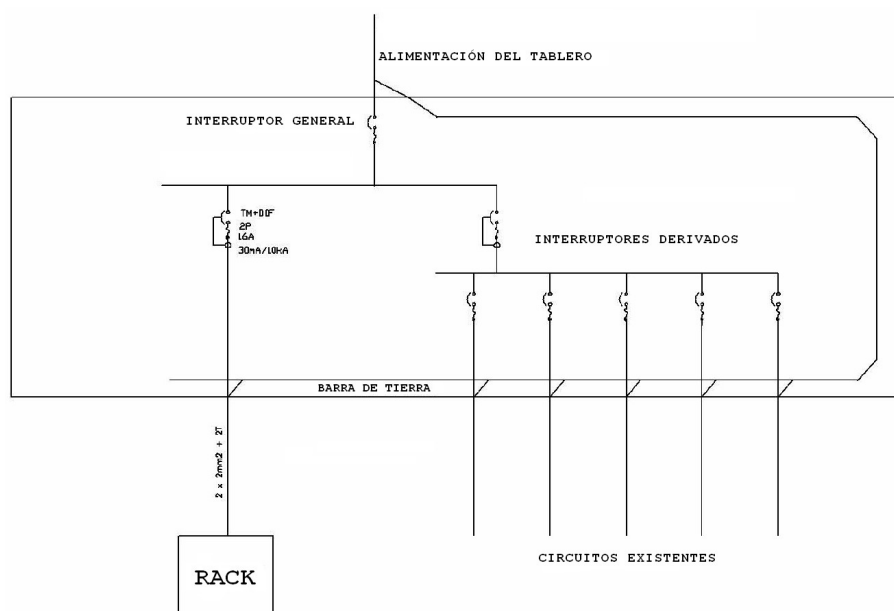 ALIMENTACIÓN DEL TABLERO
INTERRUPTOR GENERAL
TM+DDF
2P
16A
30mA/10kA
INTERRUPTORES DERIVADOS
BARRA DE TIERRA
2 x 2mm2 + 2T
CIRCUITOS EXISTENTES
RACK